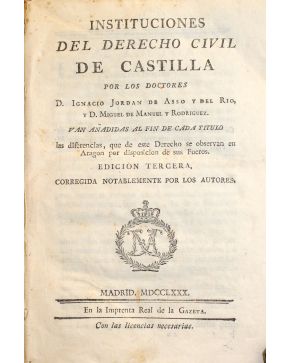 INSTITUCIONES
DEL DERECHO CIVIL
DE CASTILLA
POR LOS DOCTORES
D. IGNACIO JORDAN DE ASSO Y DEL RIO,
Y D. MIGUEL DE MANUEL Y RODRIGUEZ.
VAN AÑADIDAS AL FIN DE CADA TITULO
las diferencias, que de este Derecho se observan en
Aragon por disposicion de sus Fueros.
EDICION TERCERA,
CORREGIDA NOTABLEMENTE POR LOS AUTORES.
MADRID. MDCCLXXX.
En la Imprenta Real de la GAZETA.
Con las licencias necesarias.